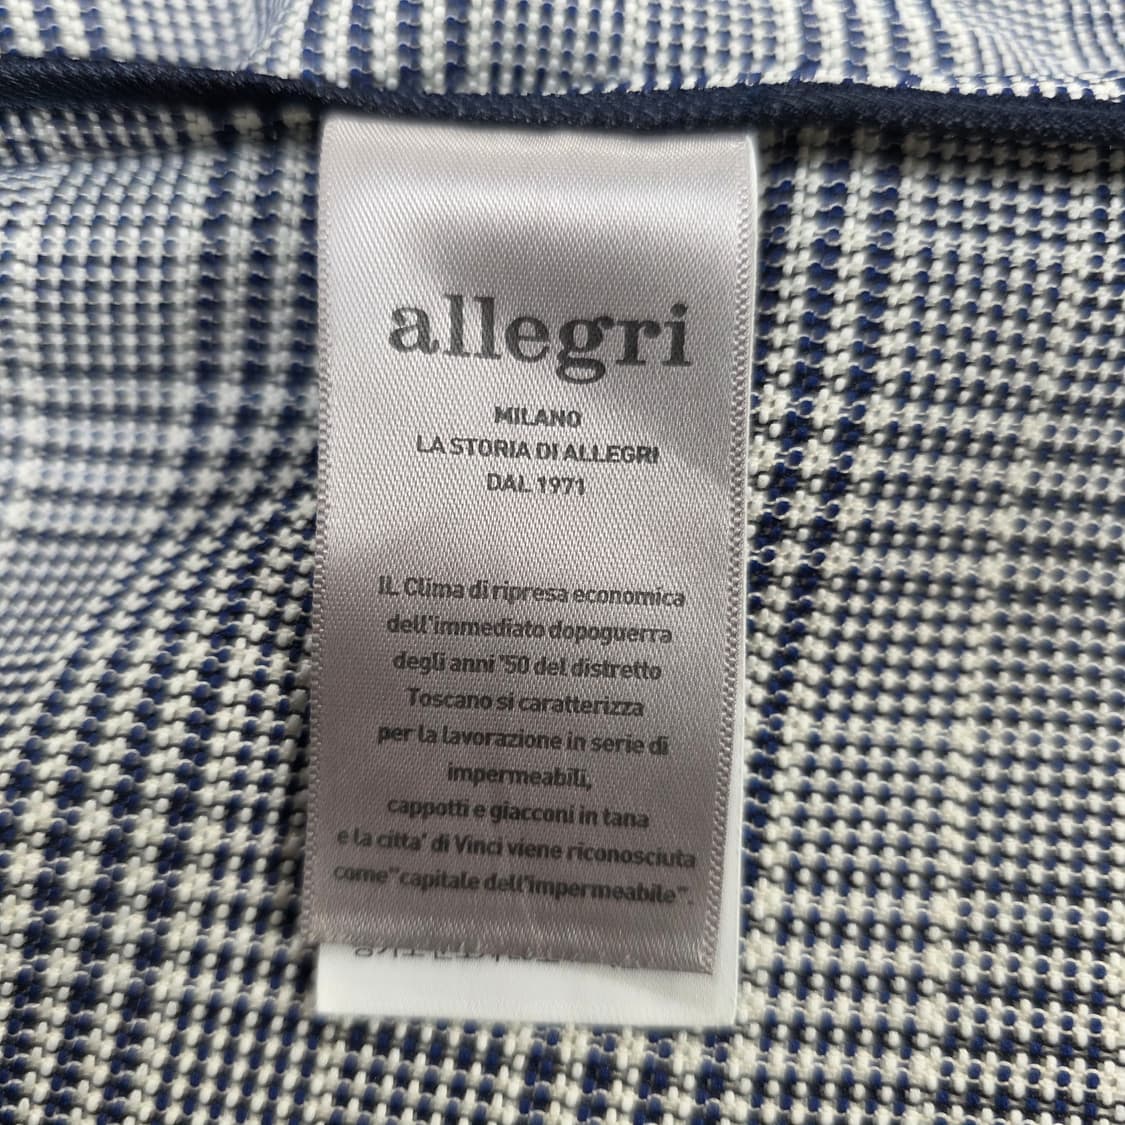 allegri
MILANO
LA STORIA DI ALLEGRI
DAL 1971
IL Clima di ripresa economica
dell'immediato dopoguerra
degli anni '50 del distretto
Toscano si caratterizza
per la lavorazione in serie di
impermeabili,
cappotti e giacconi in tana
e la citta' di Vinci viene riconosciuta
come"capitale dell'impermeabile".